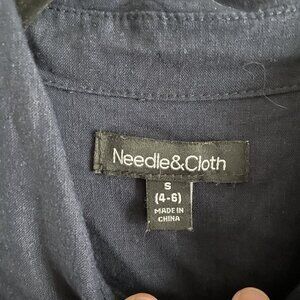 Needle&Cloth
S
(4-6)
MADE IN
CHINA